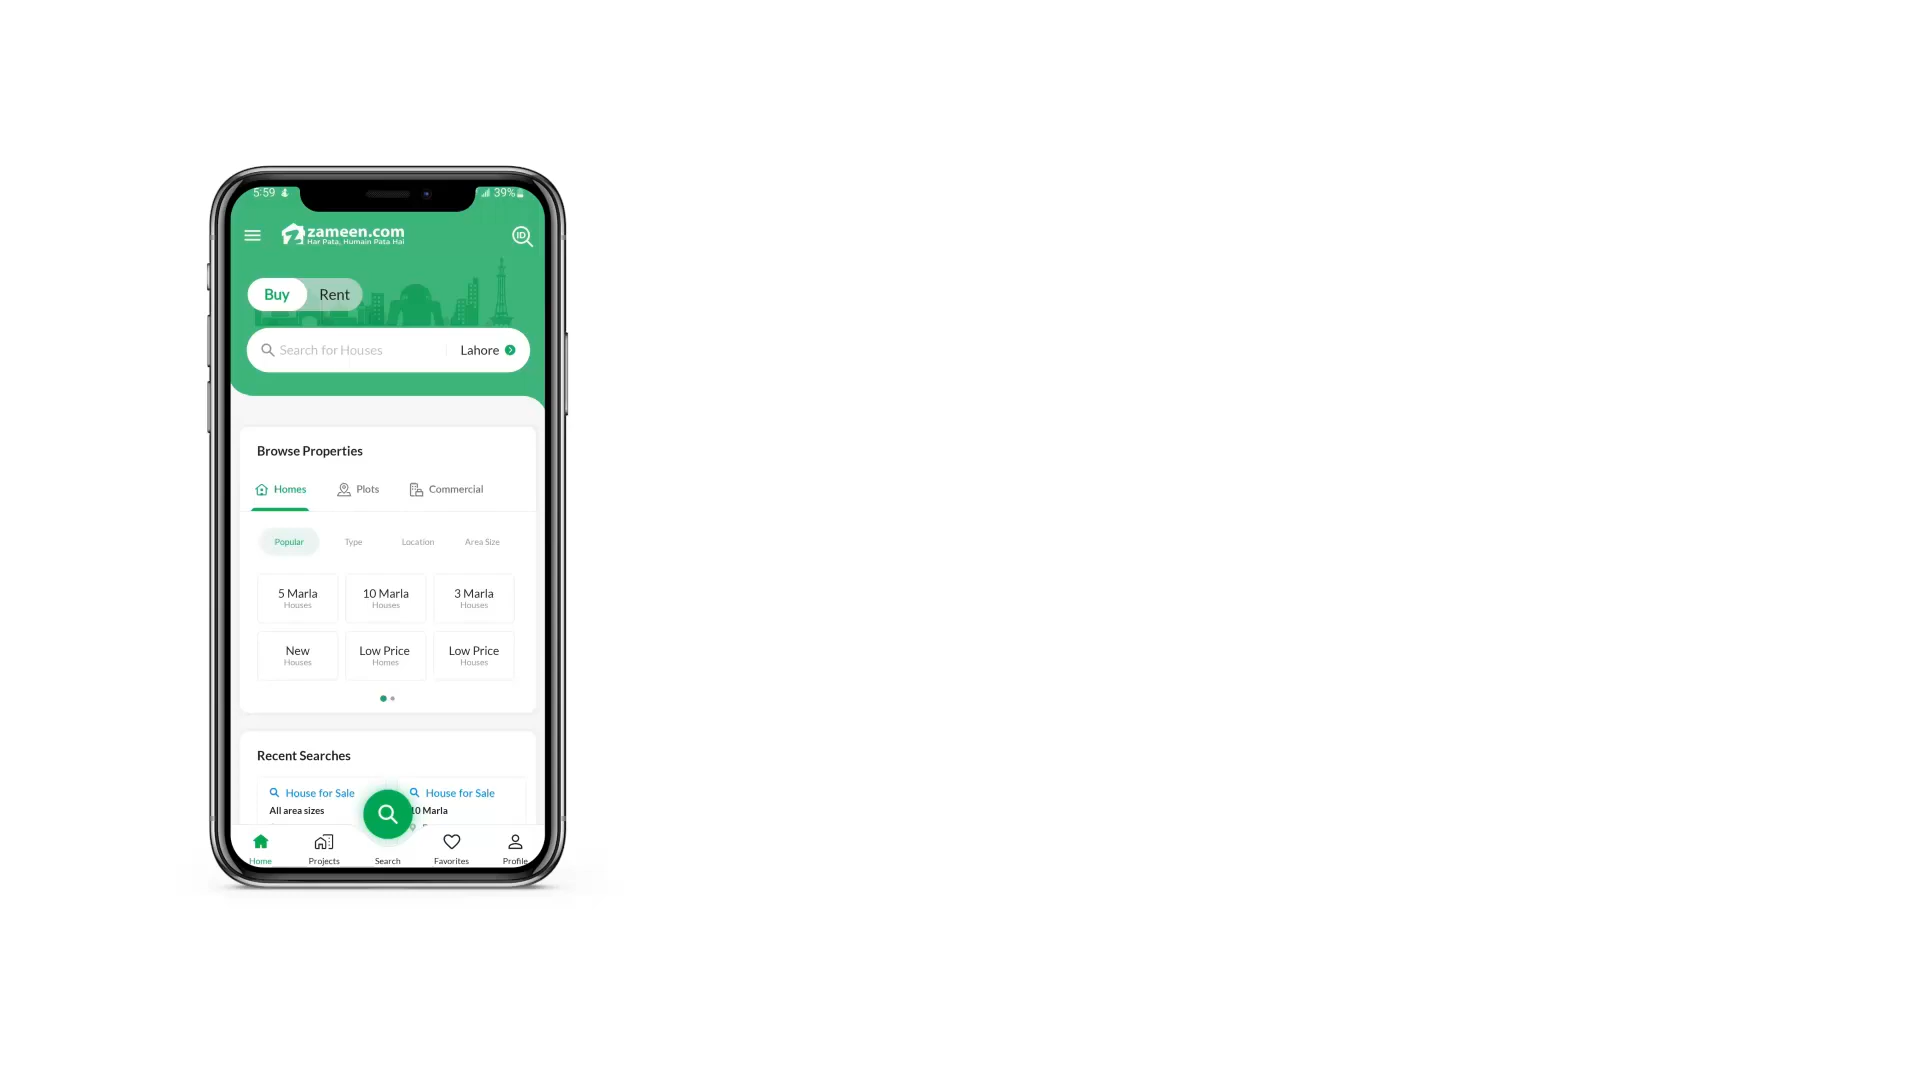 5:59
39%
zameen.com
Har Pata, Humain Pata Hai
ID
Buy Rent
Search for Houses Lahore
Browse Properties
Homes Plots Commercial
Popular Type Location Area Size
5 Marla 10 Marla 3 Marla
Houses Houses Houses
New Low Price Low Price
Houses Homes Houses
Recent Searches
House for Sale House for Sale
All area sizes 10 Marla
Home Projects Search Favorites Profile